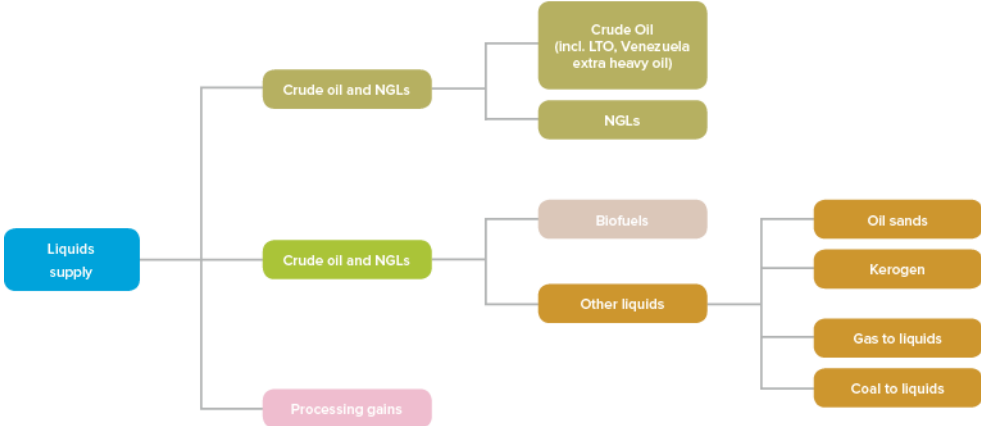 Crude Oil
(incl. LTO, Venezuela
extra heavy oil)
Crude oil and NGLs
NGLs
Liquids
supply
Crude oil and NGLs
Biofuels
Other liquids
Oil sands
Kerogen
Gas to liquids
Coal to liquids
Processing gains